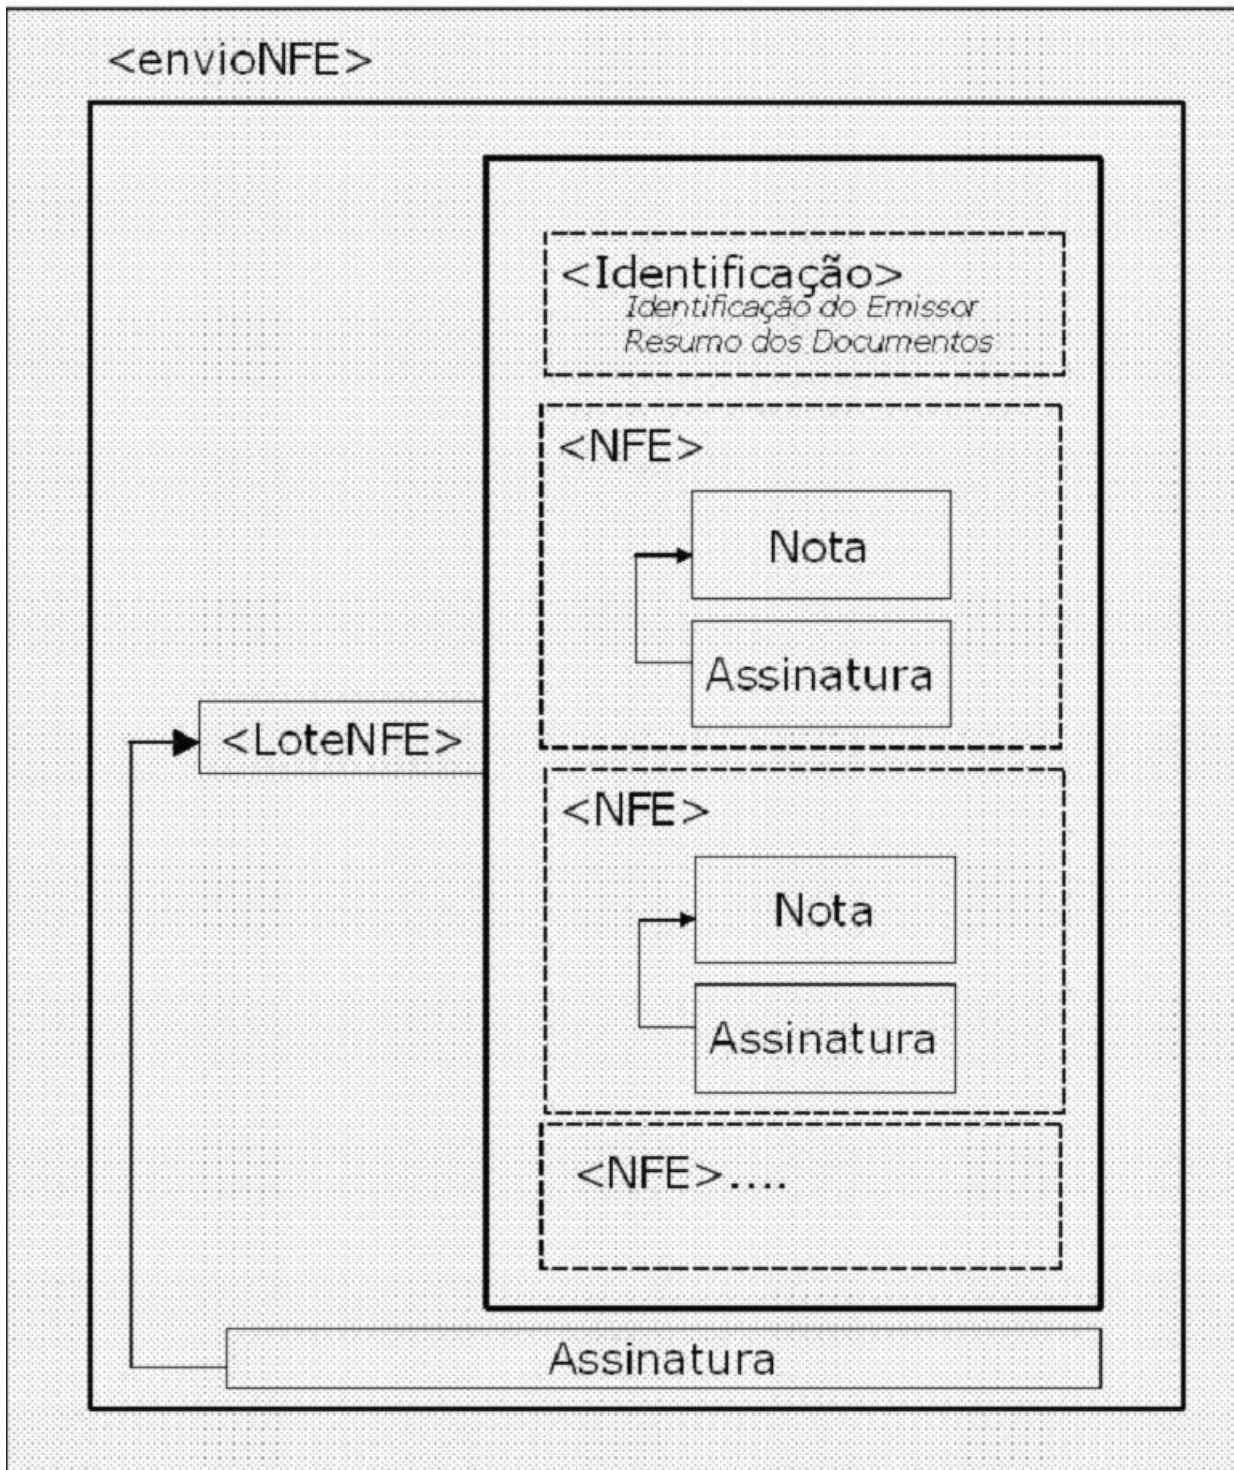 <envioNFE>
<Identificação>
Identificação do Emissor
Resumo dos Documentos
<NFE>
Nota
Assinatura
<LoteNFE>
<NFE>
Nota
Assinatura
<NFE>....
Assinatura